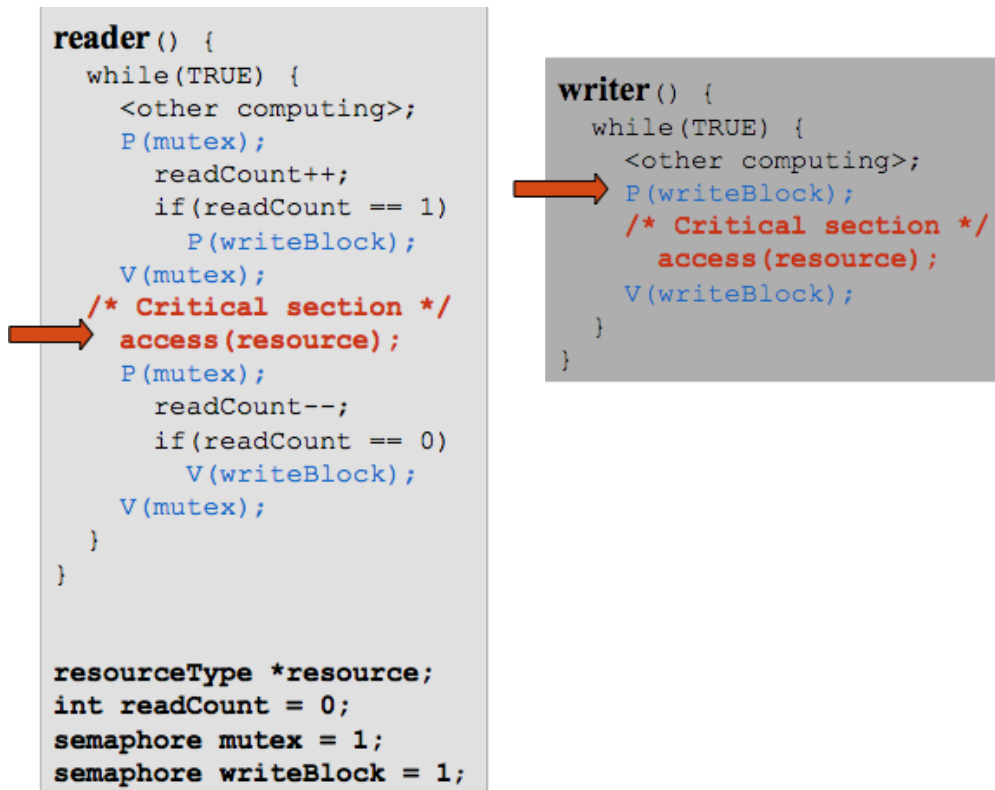 reader() {
while(TRUE) {
<other computing>;
P(mutex);
readCount++;
if(readCount == 1)
P(writeBlock);
V(mutex);
/* Critical section */
access(resource);
P(mutex);
readCount--;
if(readCount == 0)
V(writeBlock);
V(mutex);
}
}
resourceType *resource;
int readCount = 0;
semaphore mutex = 1;
semaphore writeBlock = 1;
writer() {
while(TRUE) {
<other computing>;
P(writeBlock);
/* Critical section */
access(resource);
V(writeBlock);
}
}